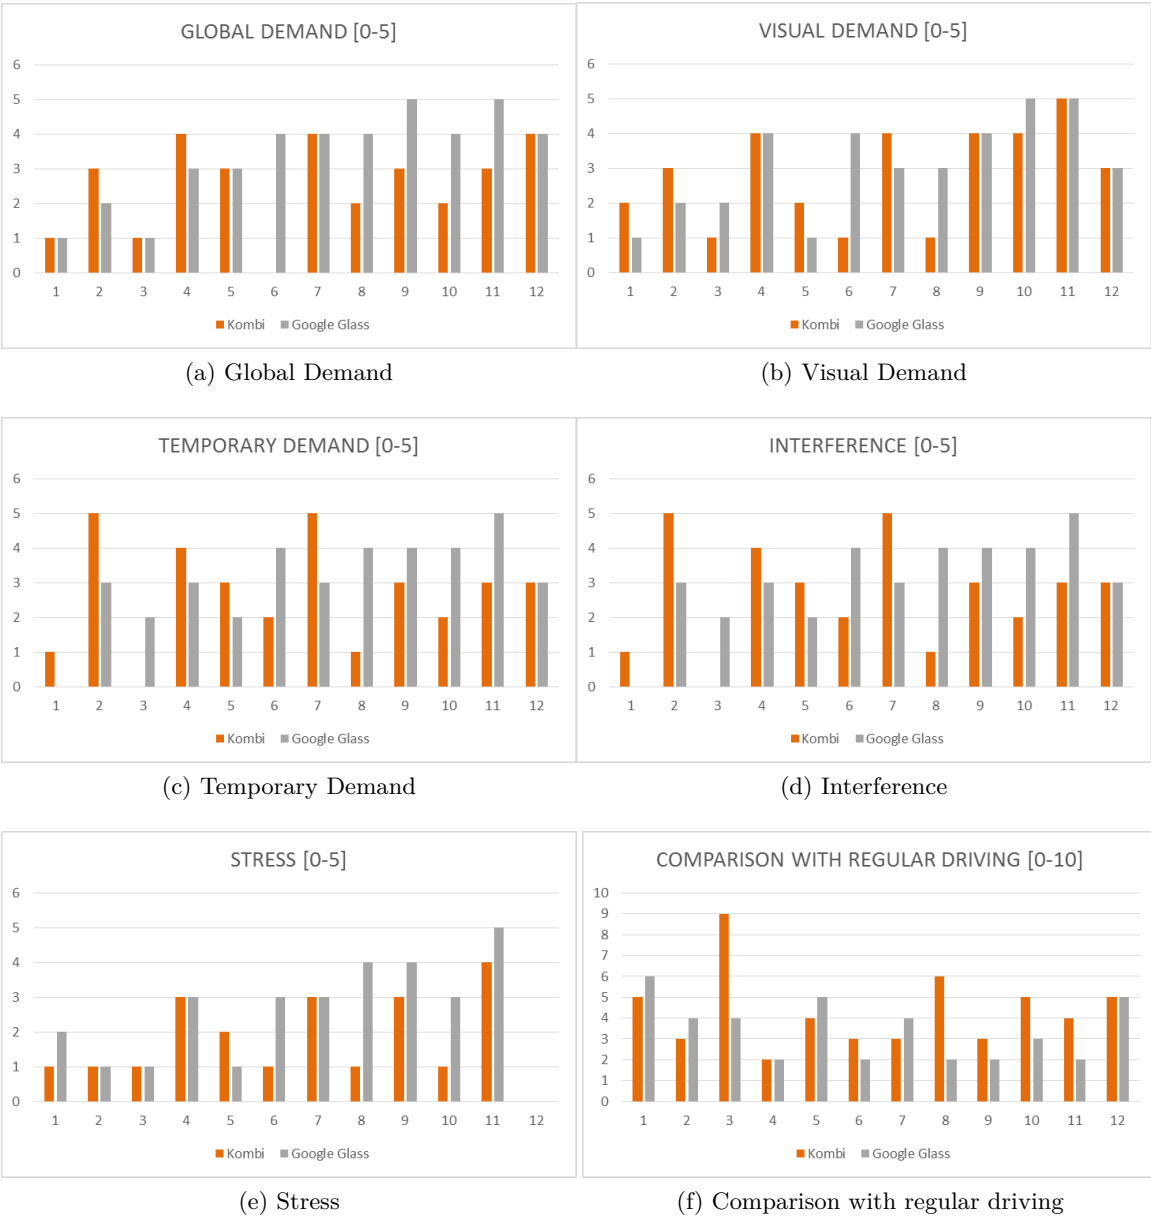 GLOBAL DEMAND [0-5]
6
5
4
3
2
1
0
1 2 3 4 5 6 7 8 9 10 11 12
Kombi Google Glass
(a) Global Demand
VISUAL DEMAND [0-5]
6
5
4
3
2
1
0
1 2 3 4 5 6 7 8 9 10 11 12
Kombi Google Glass
(b) Visual Demand
TEMPORARY DEMAND [0-5]
6
5
4
3
2
1
0
1 2 3 4 5 6 7 8 9 10 11 12
Kombi Google Glass
(c) Temporary Demand
INTERFERENCE [0-5]
6
5
4
3
2
1
0
1 2 3 4 5 6 7 8 9 10 11 12
Kombi Google Glass
(d) Interference
STRESS [0-5]
6
5
4
3
2
1
0
1 2 3 4 5 6 7 8 9 10 11 12
Kombi Google Glass
(e) Stress
COMPARISON WITH REGULAR DRIVING [0-10]
10
9
8
7
6
5
4
3
2
1
0
1 2 3 4 5 6 7 8 9 10 11 12
Kombi Google Glass
(f) Comparison with regular driving